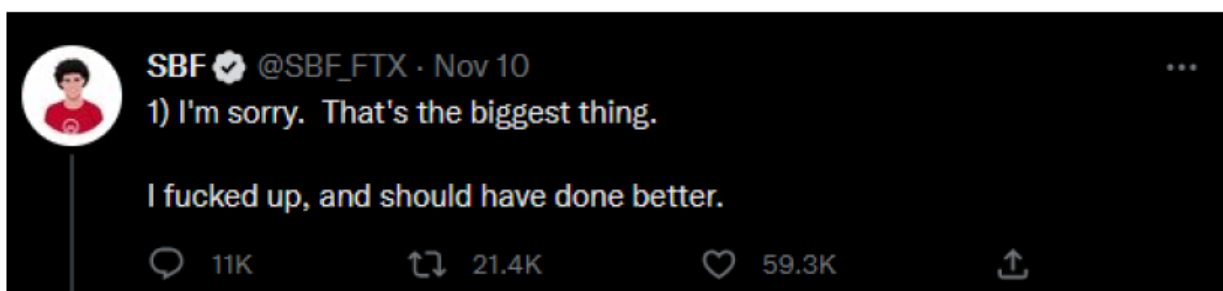 SBF @SBF_FTX · Nov 10
1) I'm sorry.  That's the biggest thing.
I fucked up, and should have done better.
11K 21.4K 59.3K